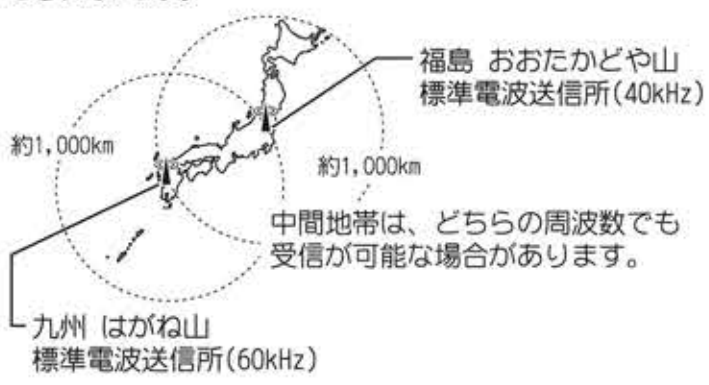 福島 おおたかどや山
標準電波送信所(40kHz)
約1,000km
約1,000km
中間地帯は、どちらの周波数でも
受信が可能な場合があります。
九州 はがね山
標準電波送信所(60kHz)